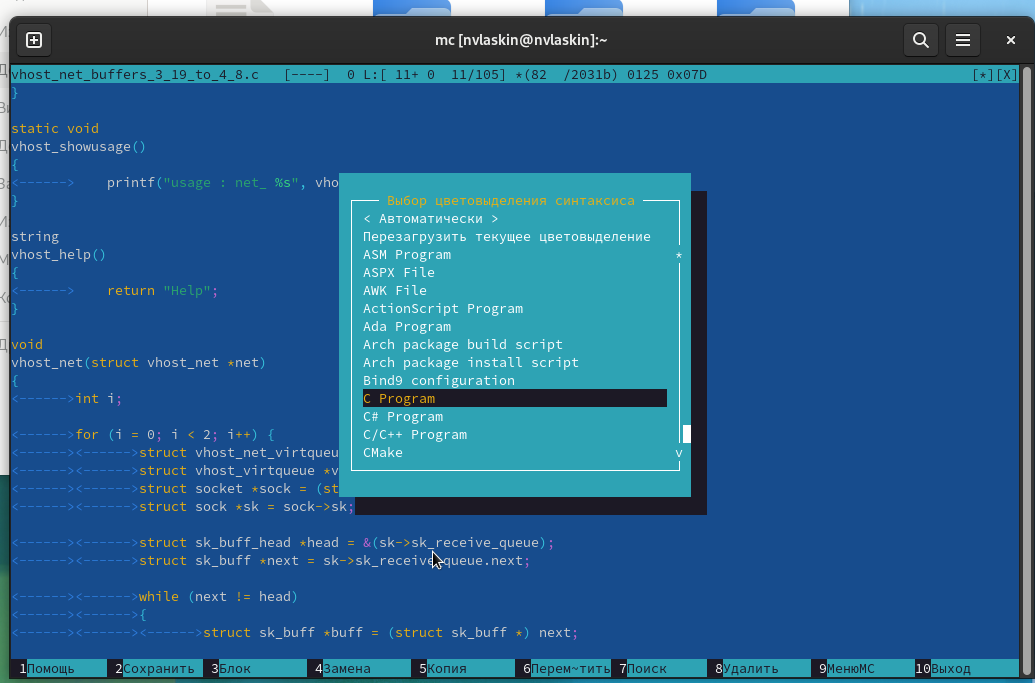 mc [nvlaskin@nvlaskin]:~
vhost_net_buffers_3_19_to_4_8.c   [----]  0 L:[ 11+ 0  11/105] *(82  /2031b) 0125 0x07D   [*][X]
}
static void
vhost_showusage()
{
<------>    printf("usage : net_ %s", vho
}
string
vhost_help()
{
<------>    return "Help";
}
void
vhost_net(struct vhost_net *net)
{
<------>int i;
<------>for (i = 0; i < 2; i++) {
<------><------>struct vhost_net_virtqueu
<------><------>struct vhost_virtqueue *v
<------><------>struct socket *sock = (st
<------><------>struct sock *sk = sock->sk;
<------><------>struct sk_buff_head *head = &(sk->sk_receive_queue);
<------><------>struct sk_buff *next = sk->sk_receive_queue.next;
<------><------>while (next != head)
<------><------>{
<------><------><------>struct sk_buff *buff = (struct sk_buff *) next;
Выбор цветовыделения синтаксиса
< Автоматически >
Перезагрузить текущее цветовыделение
ASM Program
ASPX File
AWK File
ActionScript Program
Ada Program
Arch package build script
Arch package install script
Bind9 configuration
C Program
C# Program
C/C++ Program
CMake
1Помощь 2Сохранить 3Блок 4Замена 5Копия 6Перем~тить 7Поиск 8Удалить 9МенюMC 10Выход